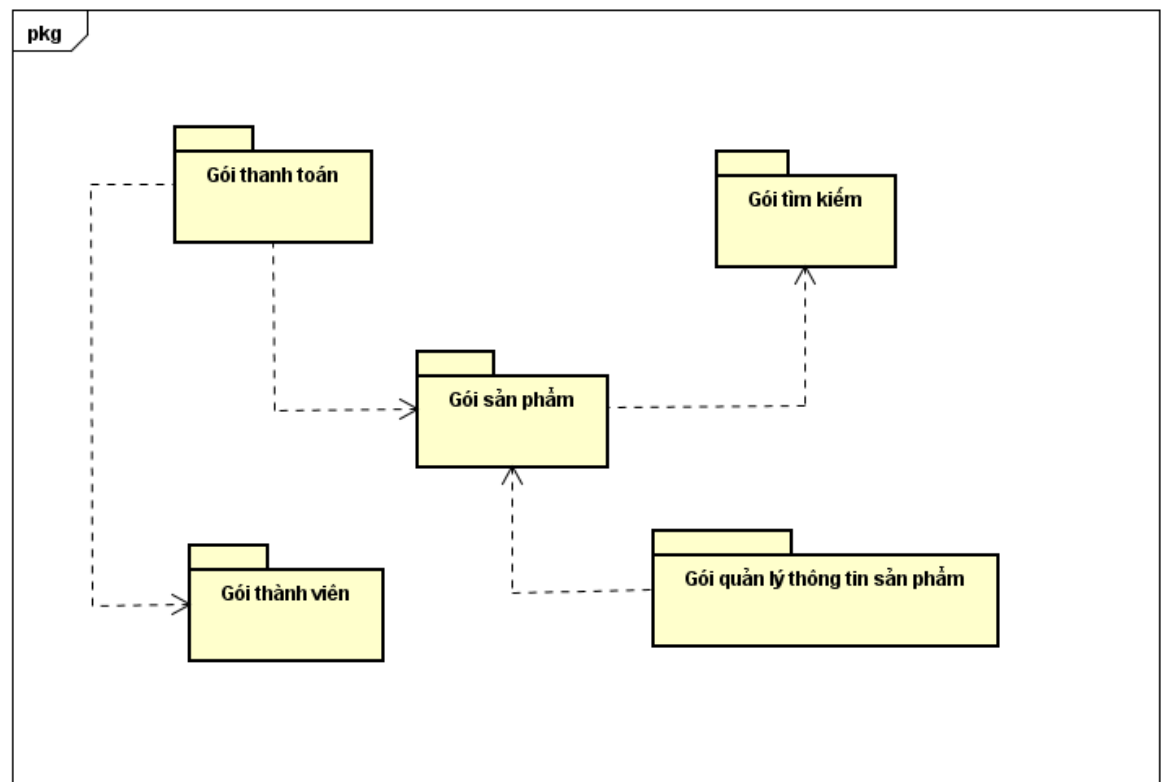 pkg
Gói thanh toán
Gói tìm kiếm
Gói sản phẩm
Gói thành viên
Gói quản lý thông tin sản phẩm